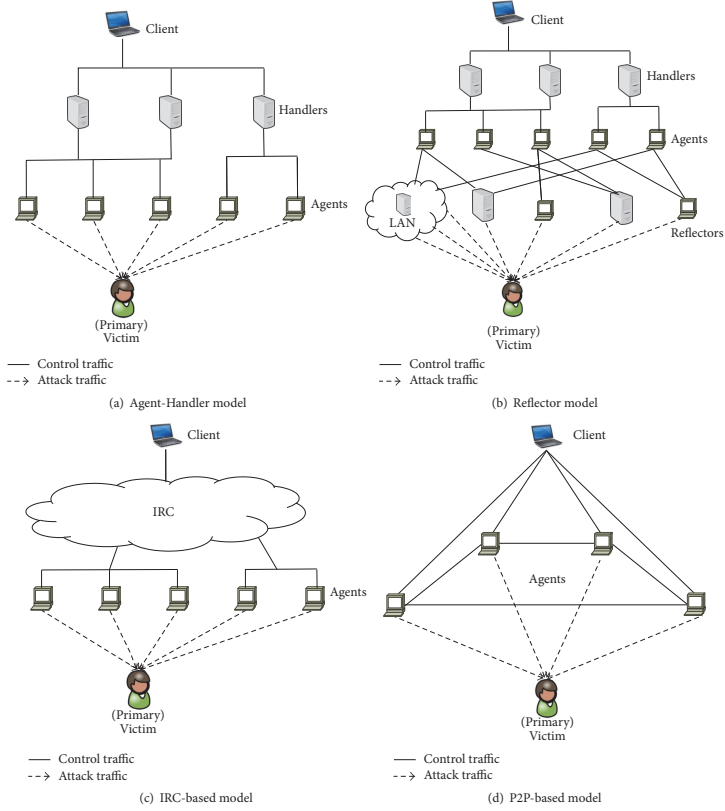 Client
Handlers
Agents
(Primary)
Victim
Control traffic
Attack traffic
(a) Agent-Handler model
Client
Handlers
Agents
LAN
Reflectors
(Primary)
Victim
Control traffic
Attack traffic
(b) Reflector model
Client
IRC
Agents
(Primary)
Victim
Control traffic
Attack traffic
(c) IRC-based model
Client
Agents
(Primary)
Victim
Control traffic
Attack traffic
(d) P2P-based model